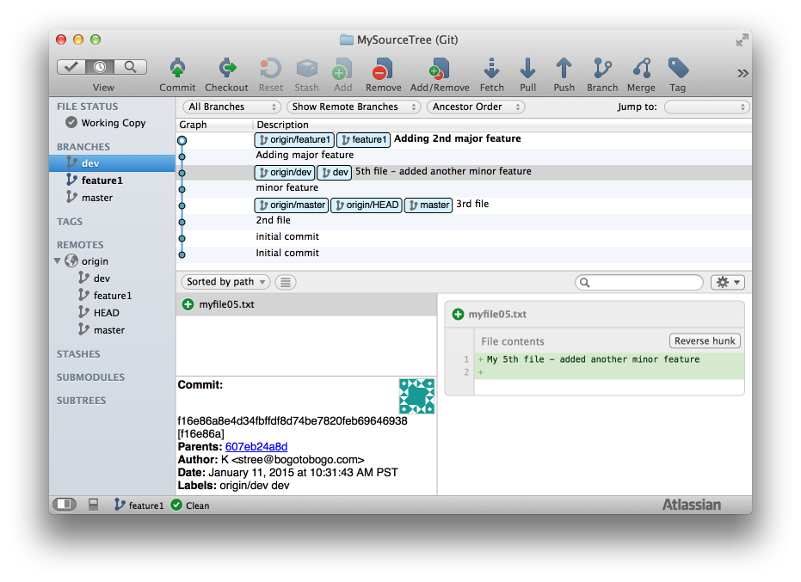 MySourceTree (Git)
View Commit Checkout Reset Stash Add Remove Add/Remove Fetch Pull Push Branch Merge Tag
FILE STATUS
Working Copy
BRANCHES
dev
feature1
master
TAGS
REMOTES
origin
dev
feature1
HEAD
master
STASHES
SUBMODULES
SUBTREES
All Branches Show Remote Branches Ancestor Order Jump to:
Graph Description
origin/feature1 feature1 Adding 2nd major feature
Adding major feature
origin/dev dev 5th file - added another minor feature
minor feature
origin/master origin/HEAD master 3rd file
2nd file
initial commit
Initial commit
Sorted by path
myfile05.txt
Commit:
f16e86a8e4d34fbffdf8d74be7820feb69646938
[f16e86a]
Parents: 607eb24a8d
Author: K <stree@bogotobogo.com>
Date: January 11, 2015 at 10:31:43 AM PST
Labels: origin/dev dev
myfile05.txt
File contents Reverse hunk
1 + My 5th file - added another minor feature
2 +
feature1 Clean Atlassian